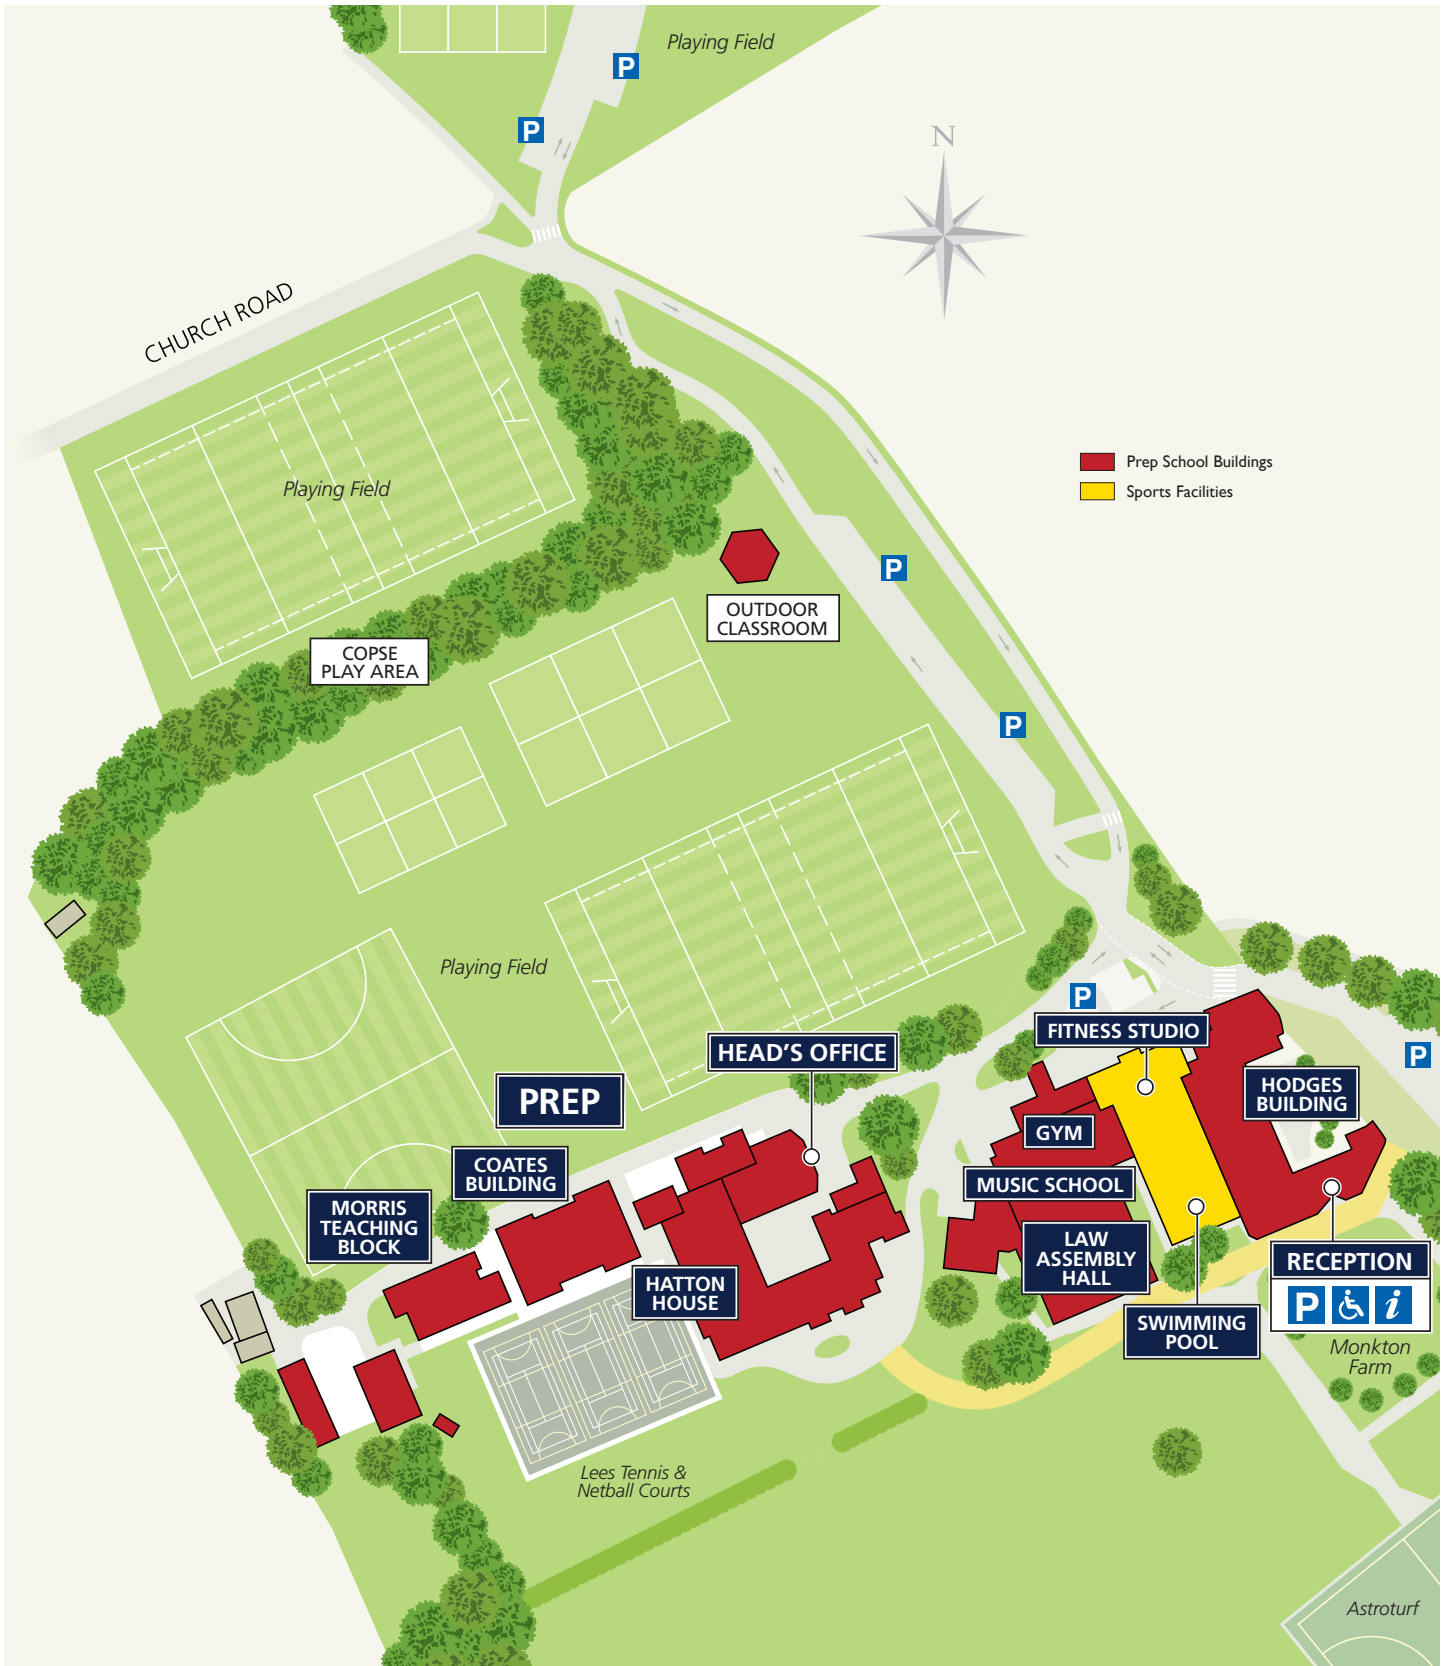 Playing Field
P
P
N
CHURCH ROAD
Prep School Buildings
Sports Facilities
Playing Field
P
OUTDOOR
CLASSROOM
COPSE
PLAY AREA
P
Playing Field
P
FITNESS STUDIO
HEAD'S OFFICE
P
PREP
HODGES
BUILDING
GYM
COATES
BUILDING
MUSIC SCHOOL
MORRIS
TEACHING
BLOCK
LAW
ASSEMBLY
HALL
RECEPTION
P
i
HATTON
HOUSE
SWIMMING
POOL
Monkton
Farm
Lees Tennis &
Netball Courts
Astroturf